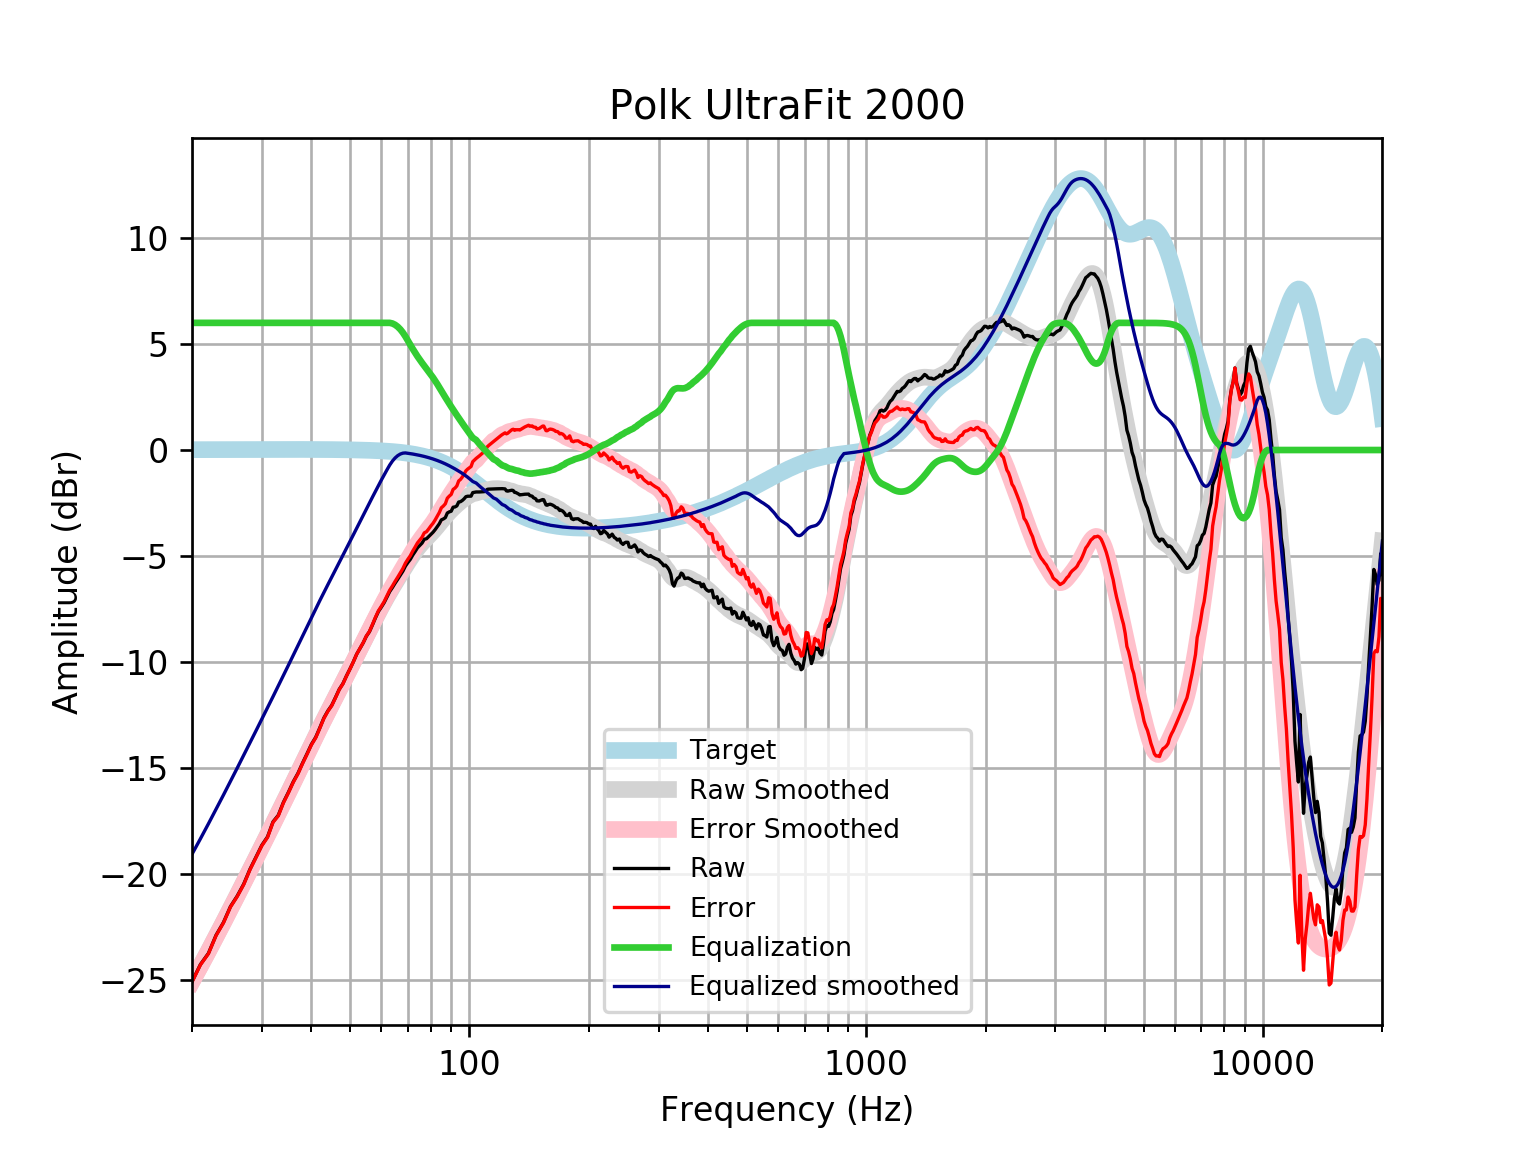 Polk UltraFit 2000
Amplitude (dBr)
10
5
0
−5
−10
−15
−20
−25
Target
Raw Smoothed
Error Smoothed
Raw
Error
Equalization
Equalized smoothed
100 1000 10000
Frequency (Hz)